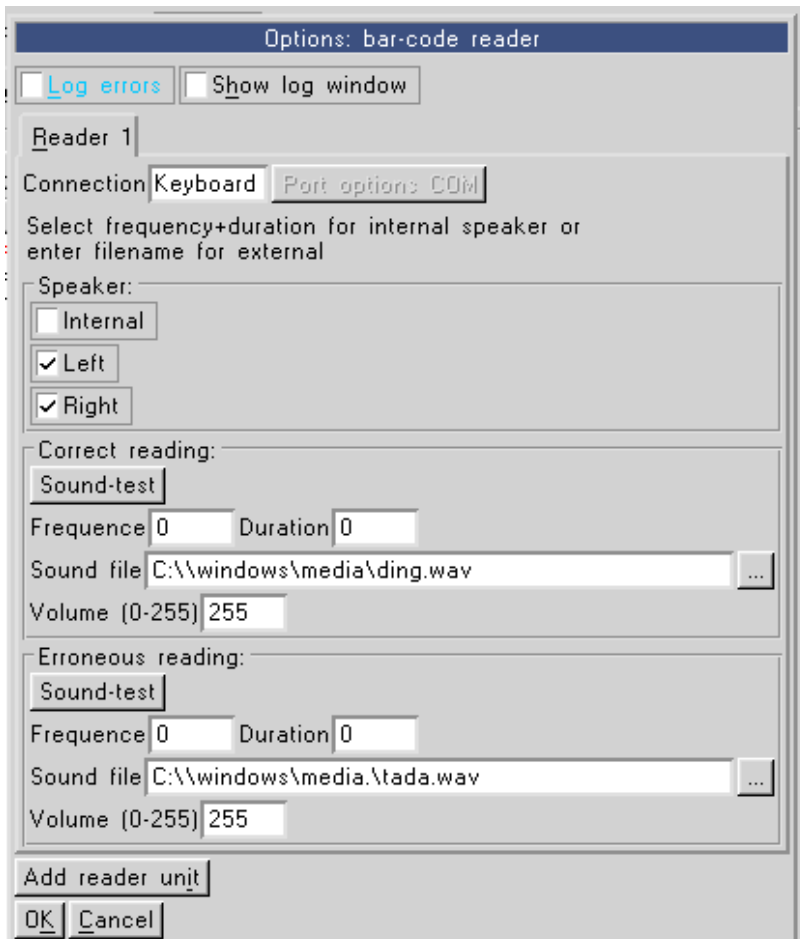 Options: bar-code reader
Log errors Show log window
Reader 1
Connection Keyboard Port options COM
Select frequency+duration for internal speaker or
enter filename for external
Speaker:
Internal
Left
Right
Correct reading:
Sound-test
Frequence 0 Duration 0
Sound file C:\\windows\media\ding.wav ...
Volume (0-255) 255
Erroneous reading:
Sound-test
Frequence 0 Duration 0
Sound file C:\\windows\media.\tada.wav ...
Volume (0-255) 255
Add reader unit
OK Cancel